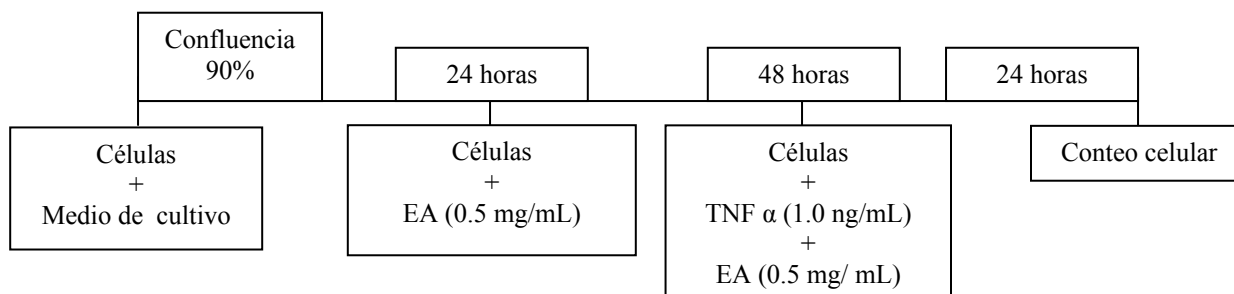 Confluencia
90%
24 horas
48 horas
24 horas
Células
+
Medio de cultivo
Células
+
EA (0.5 mg/mL)
Células
+
TNF α (1.0 ng/mL)
+
EA (0.5 mg/ mL)
Conteo celular